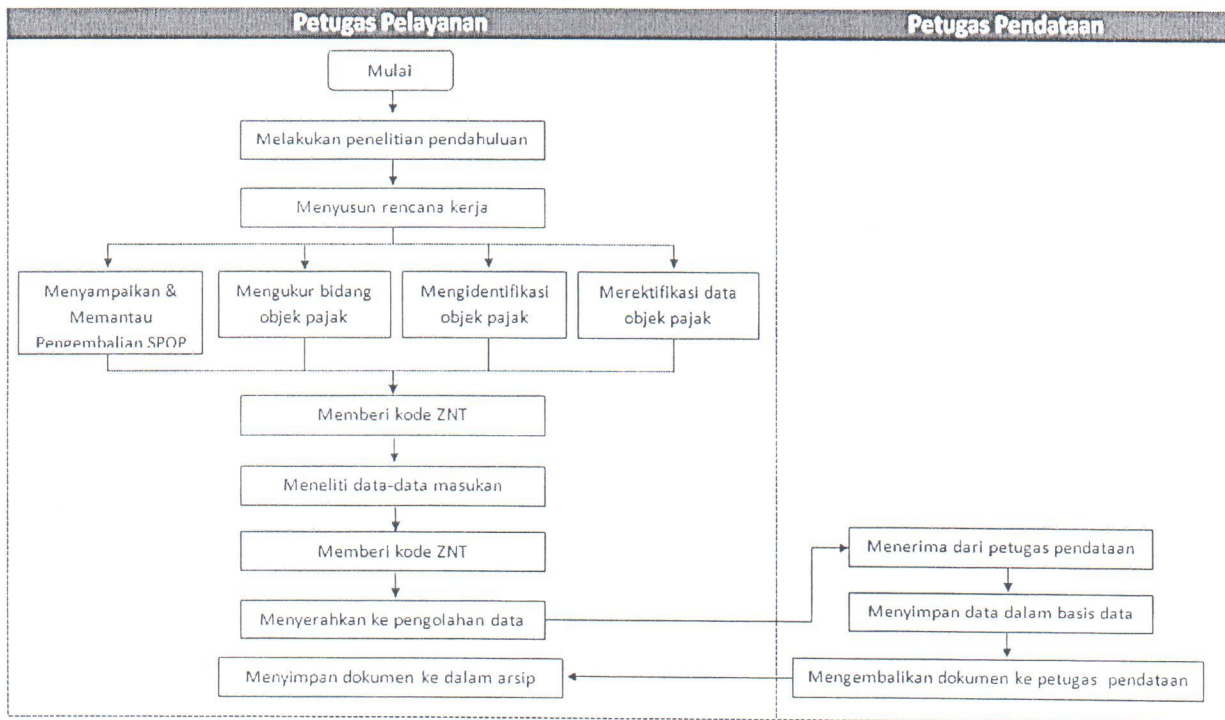 Petugas Pelayanan
Petugas Pendataan
Mulai
Melakukan penelitian pendahuluan
Menyusun rencana kerja
Menyampaikan &
Memantau
Pengembalian SPOP
Mengukur bidang
objek pajak
Mengidentifikasi
objek pajak
Merektifikasi data
objek pajak
Memberi kode ZNT
Meneliti data-data masukan
Memberi kode ZNT
Menyerahkan ke pengolahan data
Menerima dari petugas pendataan
Menyimpan data dalam basis data
Mengembalikan dokumen ke petugas pendataan
Menyimpan dokumen ke dalam arsip